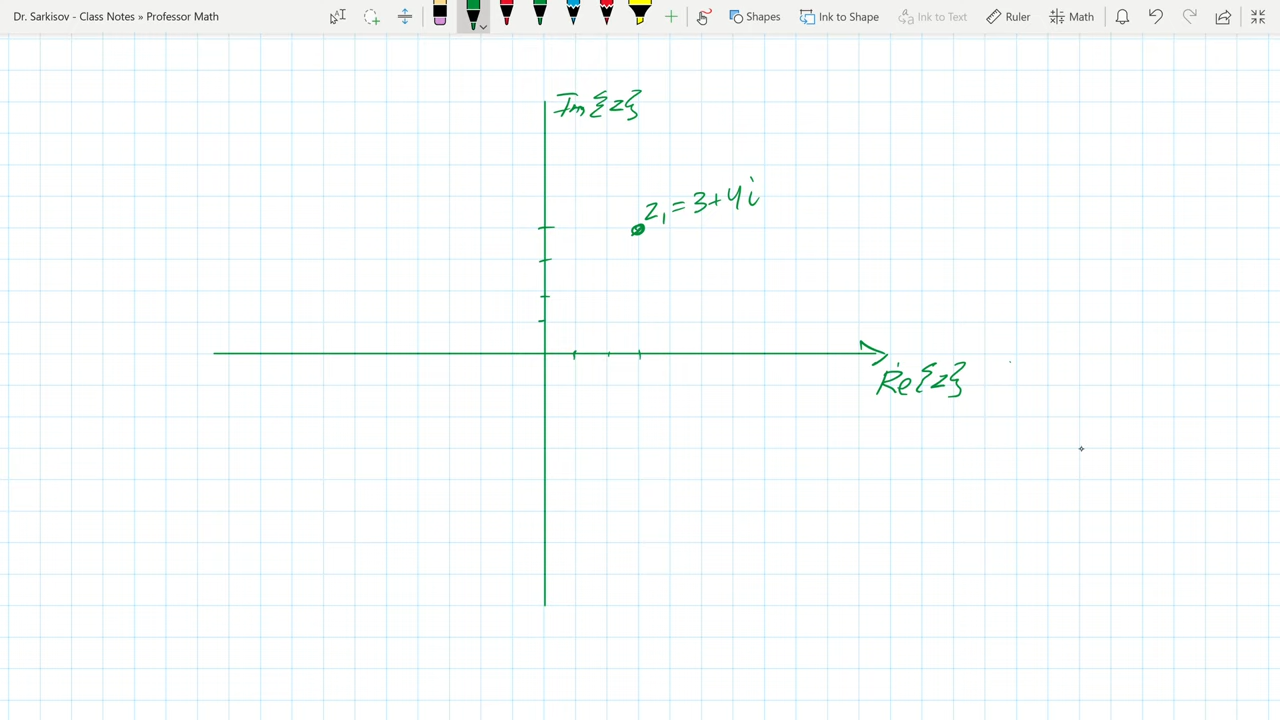 Dr. Sarkisov - Class Notes » Professor Math
Shapes
Ink to Shape
Ink to Text
Ruler
Math
Im{z}
z₁ = 3+4i
Re{z}